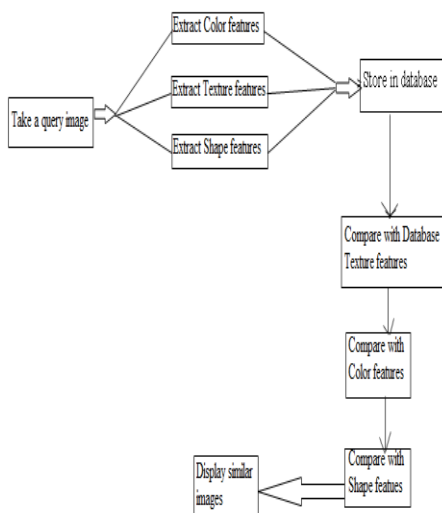 Extract Color features
Extract Texture features
Store in database
Take a query image
Extract Shape features
Compare with Database
Texture features
Compare with
Color features
Compare with
Shape featues
Display similar
images